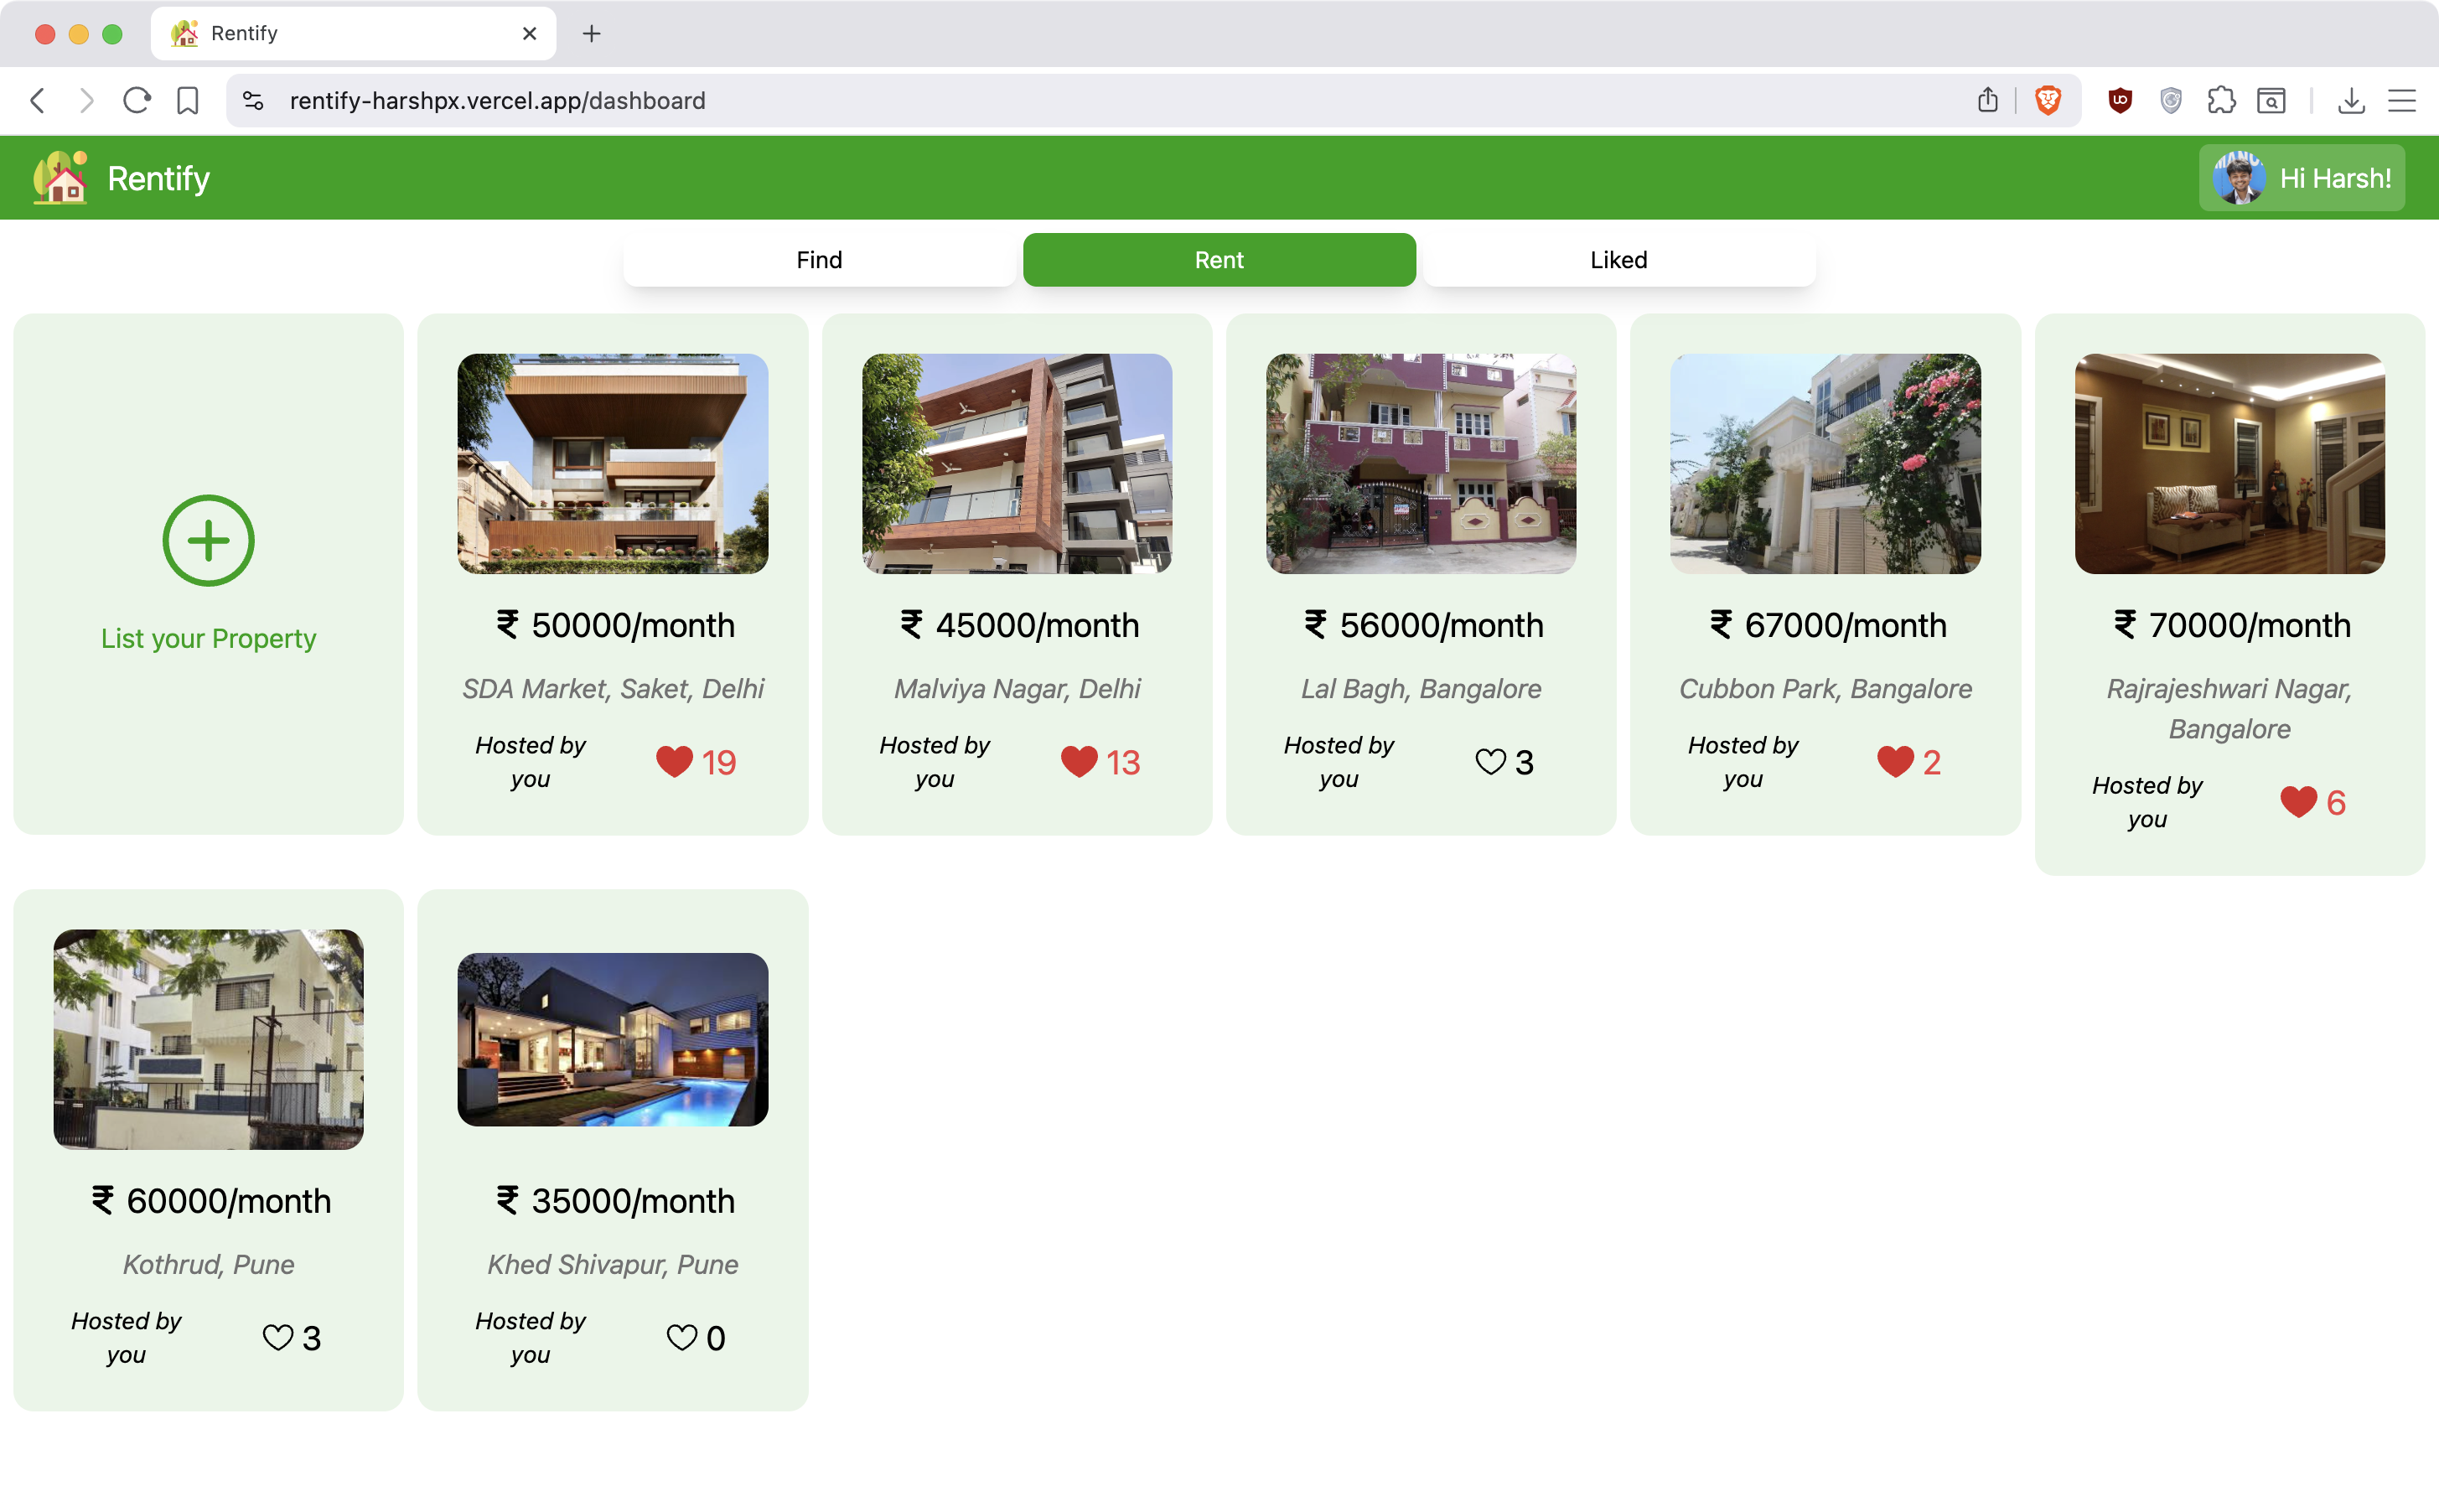 Rentify
rentify-harshpx.vercel.app/dashboard
Rentify
Hi Harsh!
Find
Rent
Liked
List your Property
₹ 50000/month
SDA Market, Saket, Delhi
Hosted by
you
19
₹ 45000/month
Malviya Nagar, Delhi
Hosted by
you
13
₹ 56000/month
Lal Bagh, Bangalore
Hosted by
you
3
₹ 67000/month
Cubbon Park, Bangalore
Hosted by
you
2
₹ 70000/month
Rajrajeshwari Nagar,
Bangalore
Hosted by
you
6
₹ 60000/month
Kothrud, Pune
Hosted by
you
3
₹ 35000/month
Khed Shivapur, Pune
Hosted by
you
0